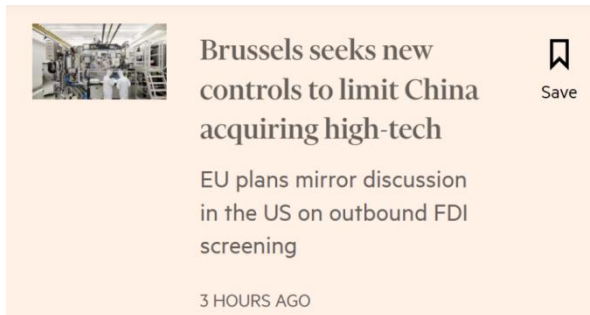 Brussels seeks new
controls to limit China
acquiring high-tech
Save
EU plans mirror discussion
in the US on outbound FDI
screening
3 HOURS AGO